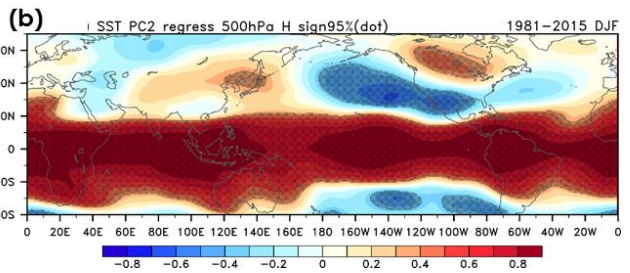 (b) SST PC2 regress 500hPa H sign95%(dot) 1981-2015 DJF
0N
0N
0N
0
0S
0S
0 20E 40E 60E 80E 100E 120E 140E 160E 180 160W 140W 120W 100W 80W 60W 40W 20W 0
-0.8 -0.6 -0.4 -0.2 0 0.2 0.4 0.6 0.8